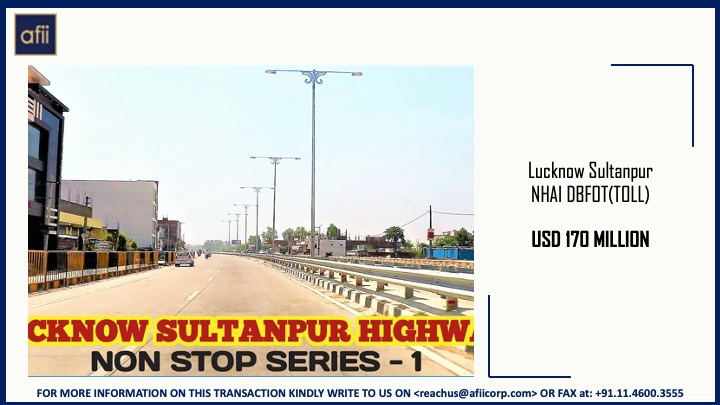 afii
Lucknow Sultanpur
NHAI DBFOT(TOLL)
USD 170 MILLION
CKNOW SULTANPUR HIGHWA
NON STOP SERIES - 1
FOR MORE INFORMATION ON THIS TRANSACTION KINDLY WRITE TO US ON <reachus@afiicorp.com> OR FAX at: +91.11.4600.3555